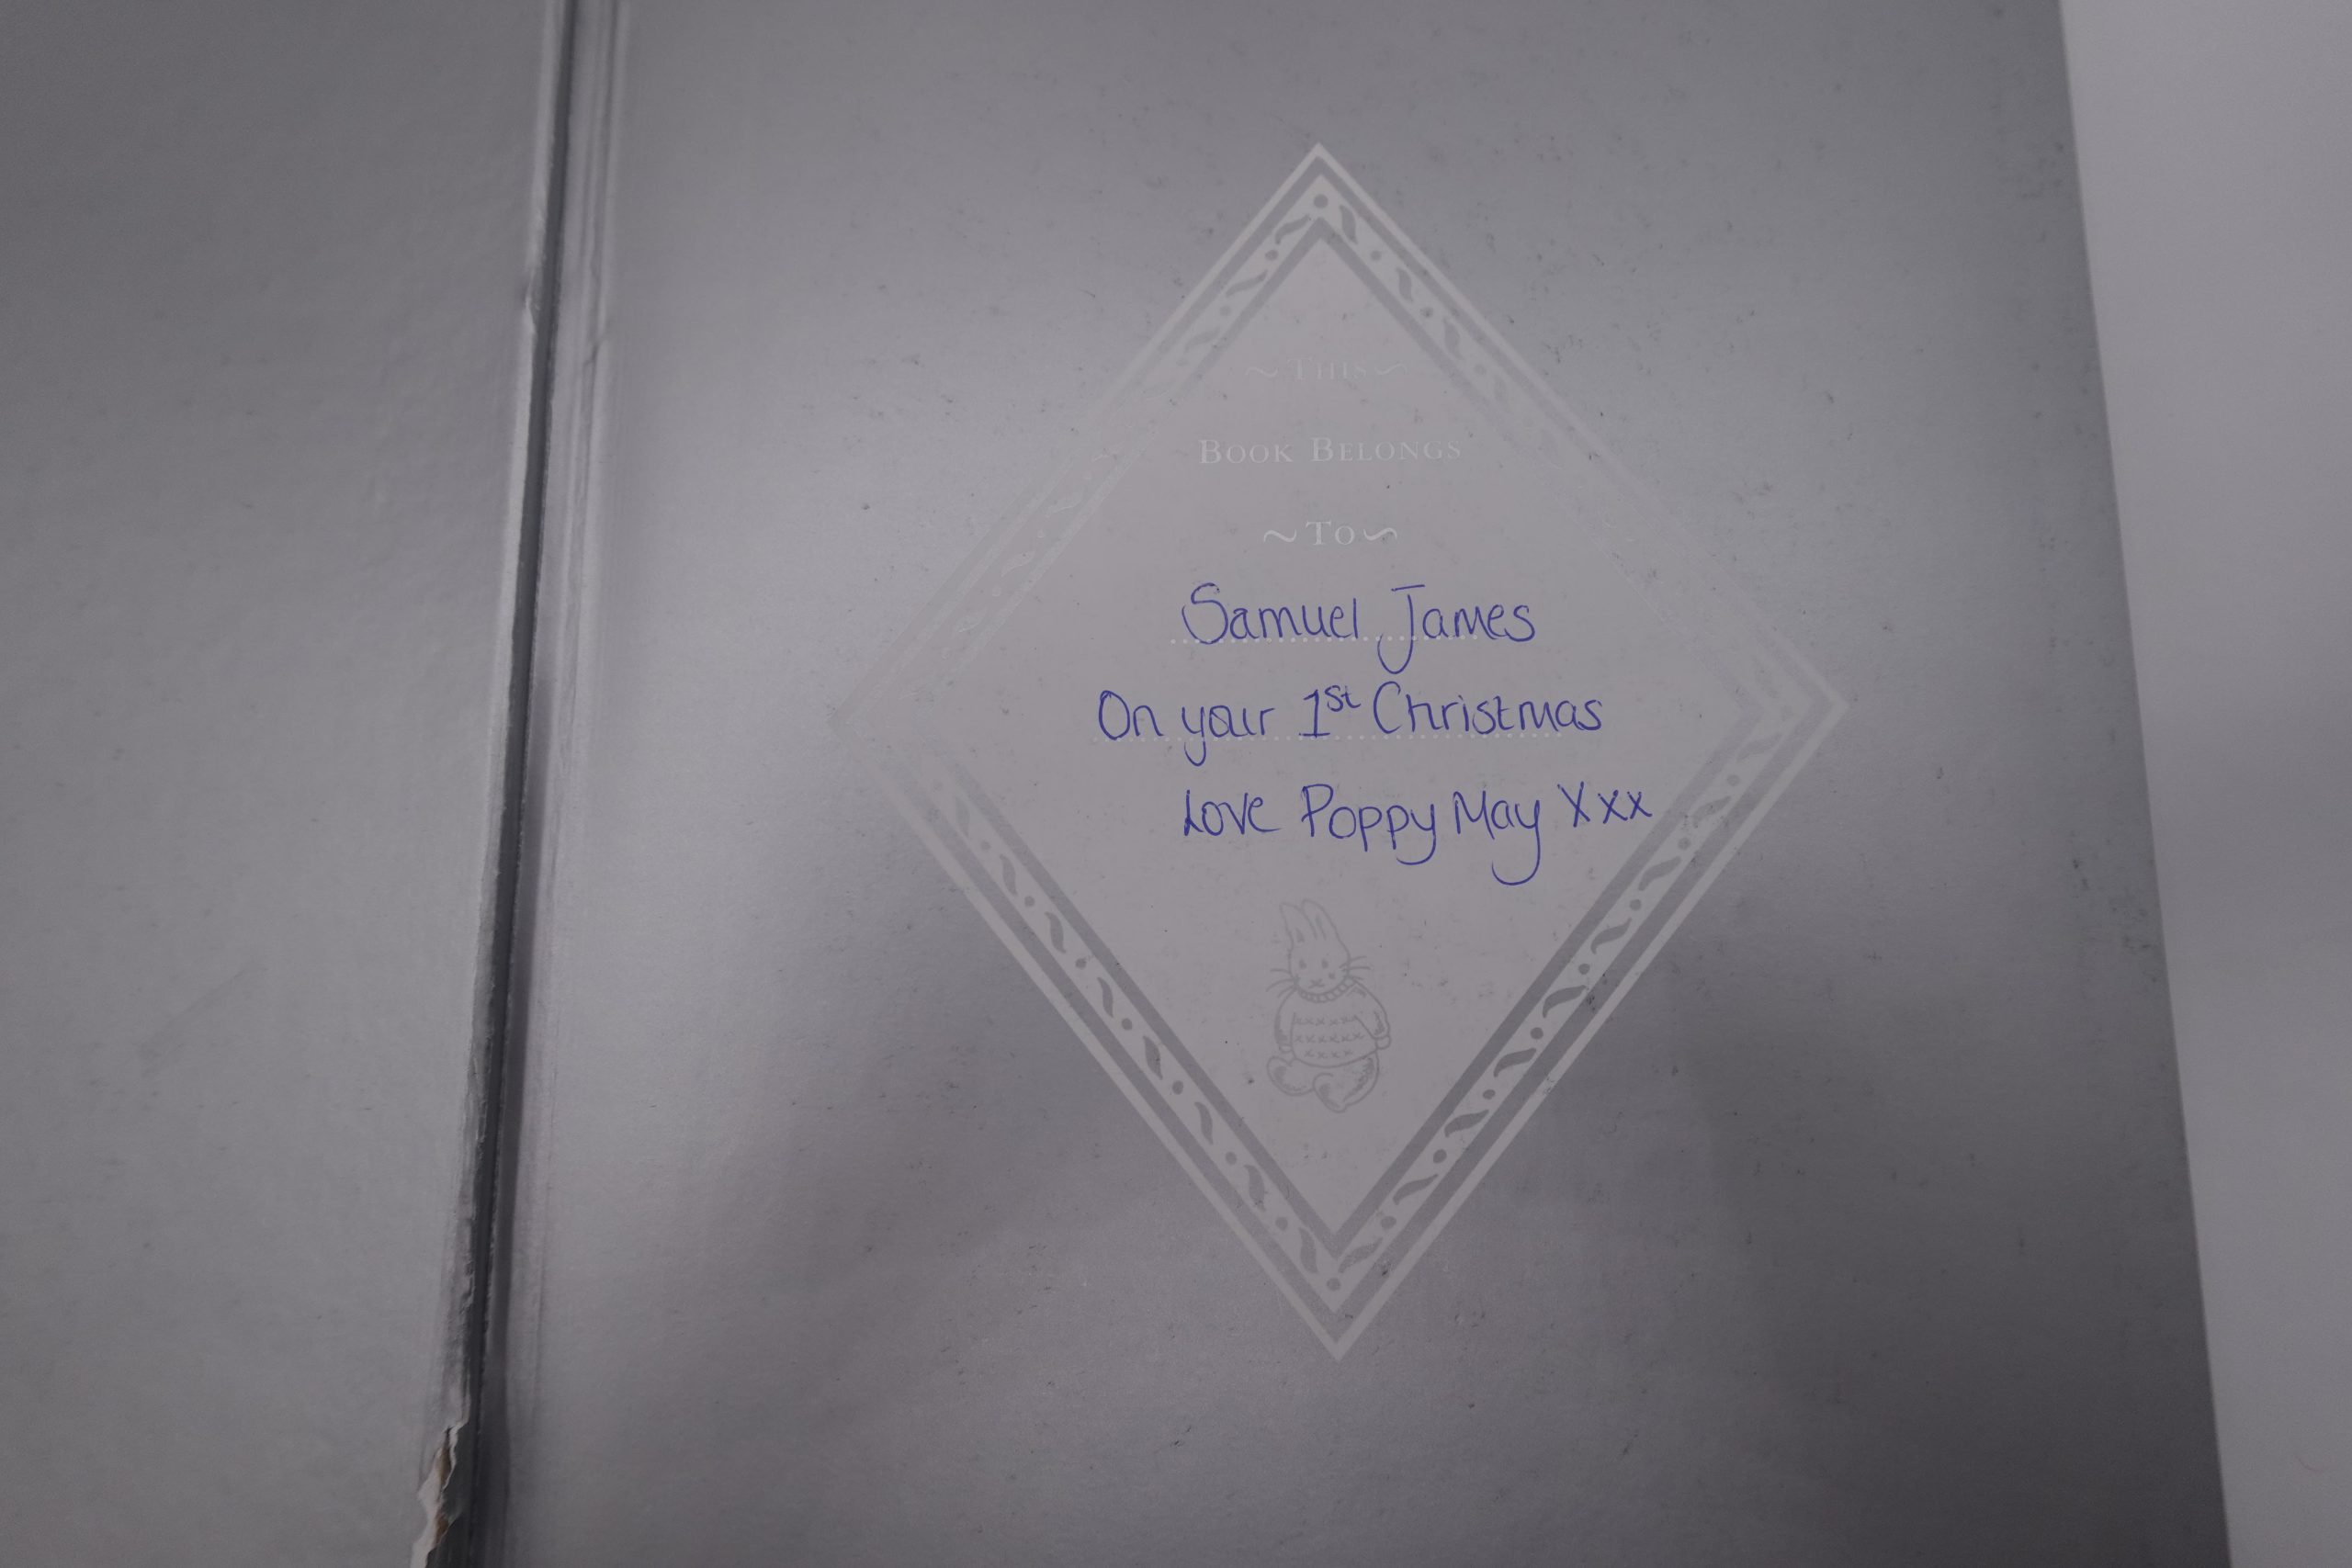 ~ This ~
Book Belongs
~ To ~
Samuel James
On your 1st Christmas
Love Poppy May Xxx